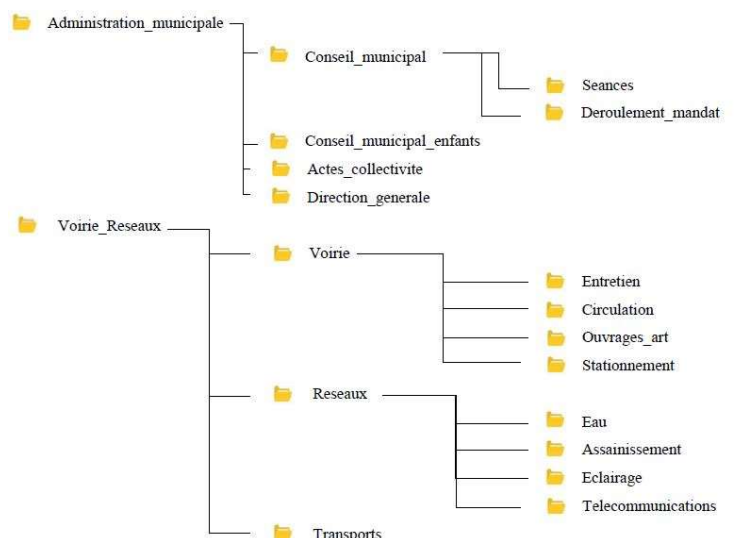 Administration_municipale
Conseil_municipal
Seances
Deroulement_mandat
Conseil_municipal_enfants
Actes_collectivite
Direction_generale
Voirie_Reseaux
Voirie
Entretien
Circulation
Ouvrages_art
Stationnement
Reseaux
Eau
Assainissement
Eclairage
Telecommunications
Transports